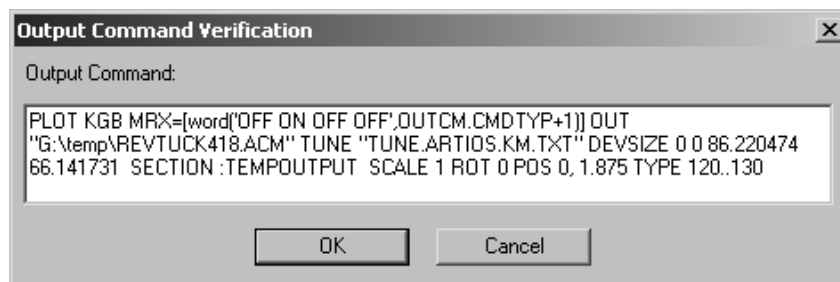 Output Command Verification
Output Command:
PLOT KGB MRX=[word('OFF ON OFF OFF',OUTCM.CMDTYP+1)] OUT
"G:\temp\REVTUCK418.ACM" TUNE "TUNE.ARTIOS.KM.TXT" DEVSIZE 0 0 86.220474
66.141731  SECTION :TEMPOUTPUT  SCALE 1 ROT 0 POS 0, 1.875 TYPE 120..130
OK Cancel